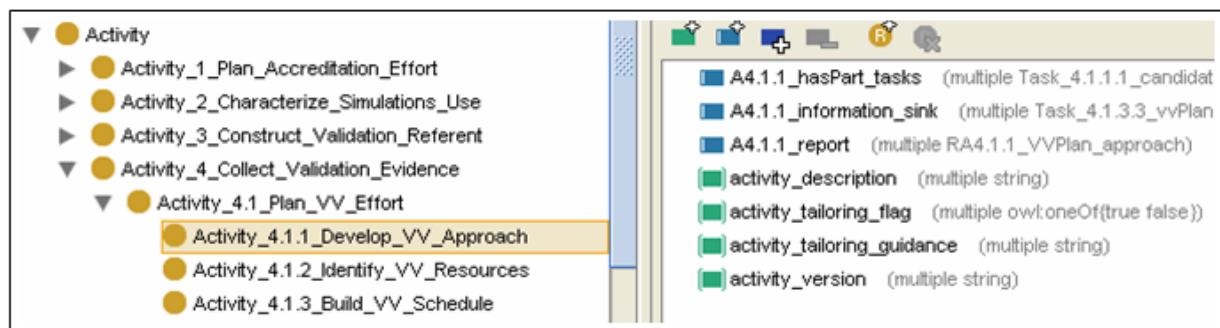 Activity
Activity_1_Plan_Accreditation_Effort
Activity_2_Characterize_Simulations_Use
Activity_3_Construct_Validation_Referent
Activity_4_Collect_Validation_Evidence
Activity_4.1_Plan_VV_Effort
Activity_4.1.1_Develop_VV_Approach
Activity_4.1.2_Identify_VV_Resources
Activity_4.1.3_Build_VV_Schedule
R
A4.1.1_hasPart_tasks (multiple Task_4.1.1.1_candidat
A4.1.1_information_sink (multiple Task_4.1.3.3_vvPlan
A4.1.1_report (multiple RA4.1.1_VVPlan_approach)
activity_description (multiple string)
activity_tailoring_flag (multiple owl:oneOf{true false})
activity_tailoring_guidance (multiple string)
activity_version (multiple string)